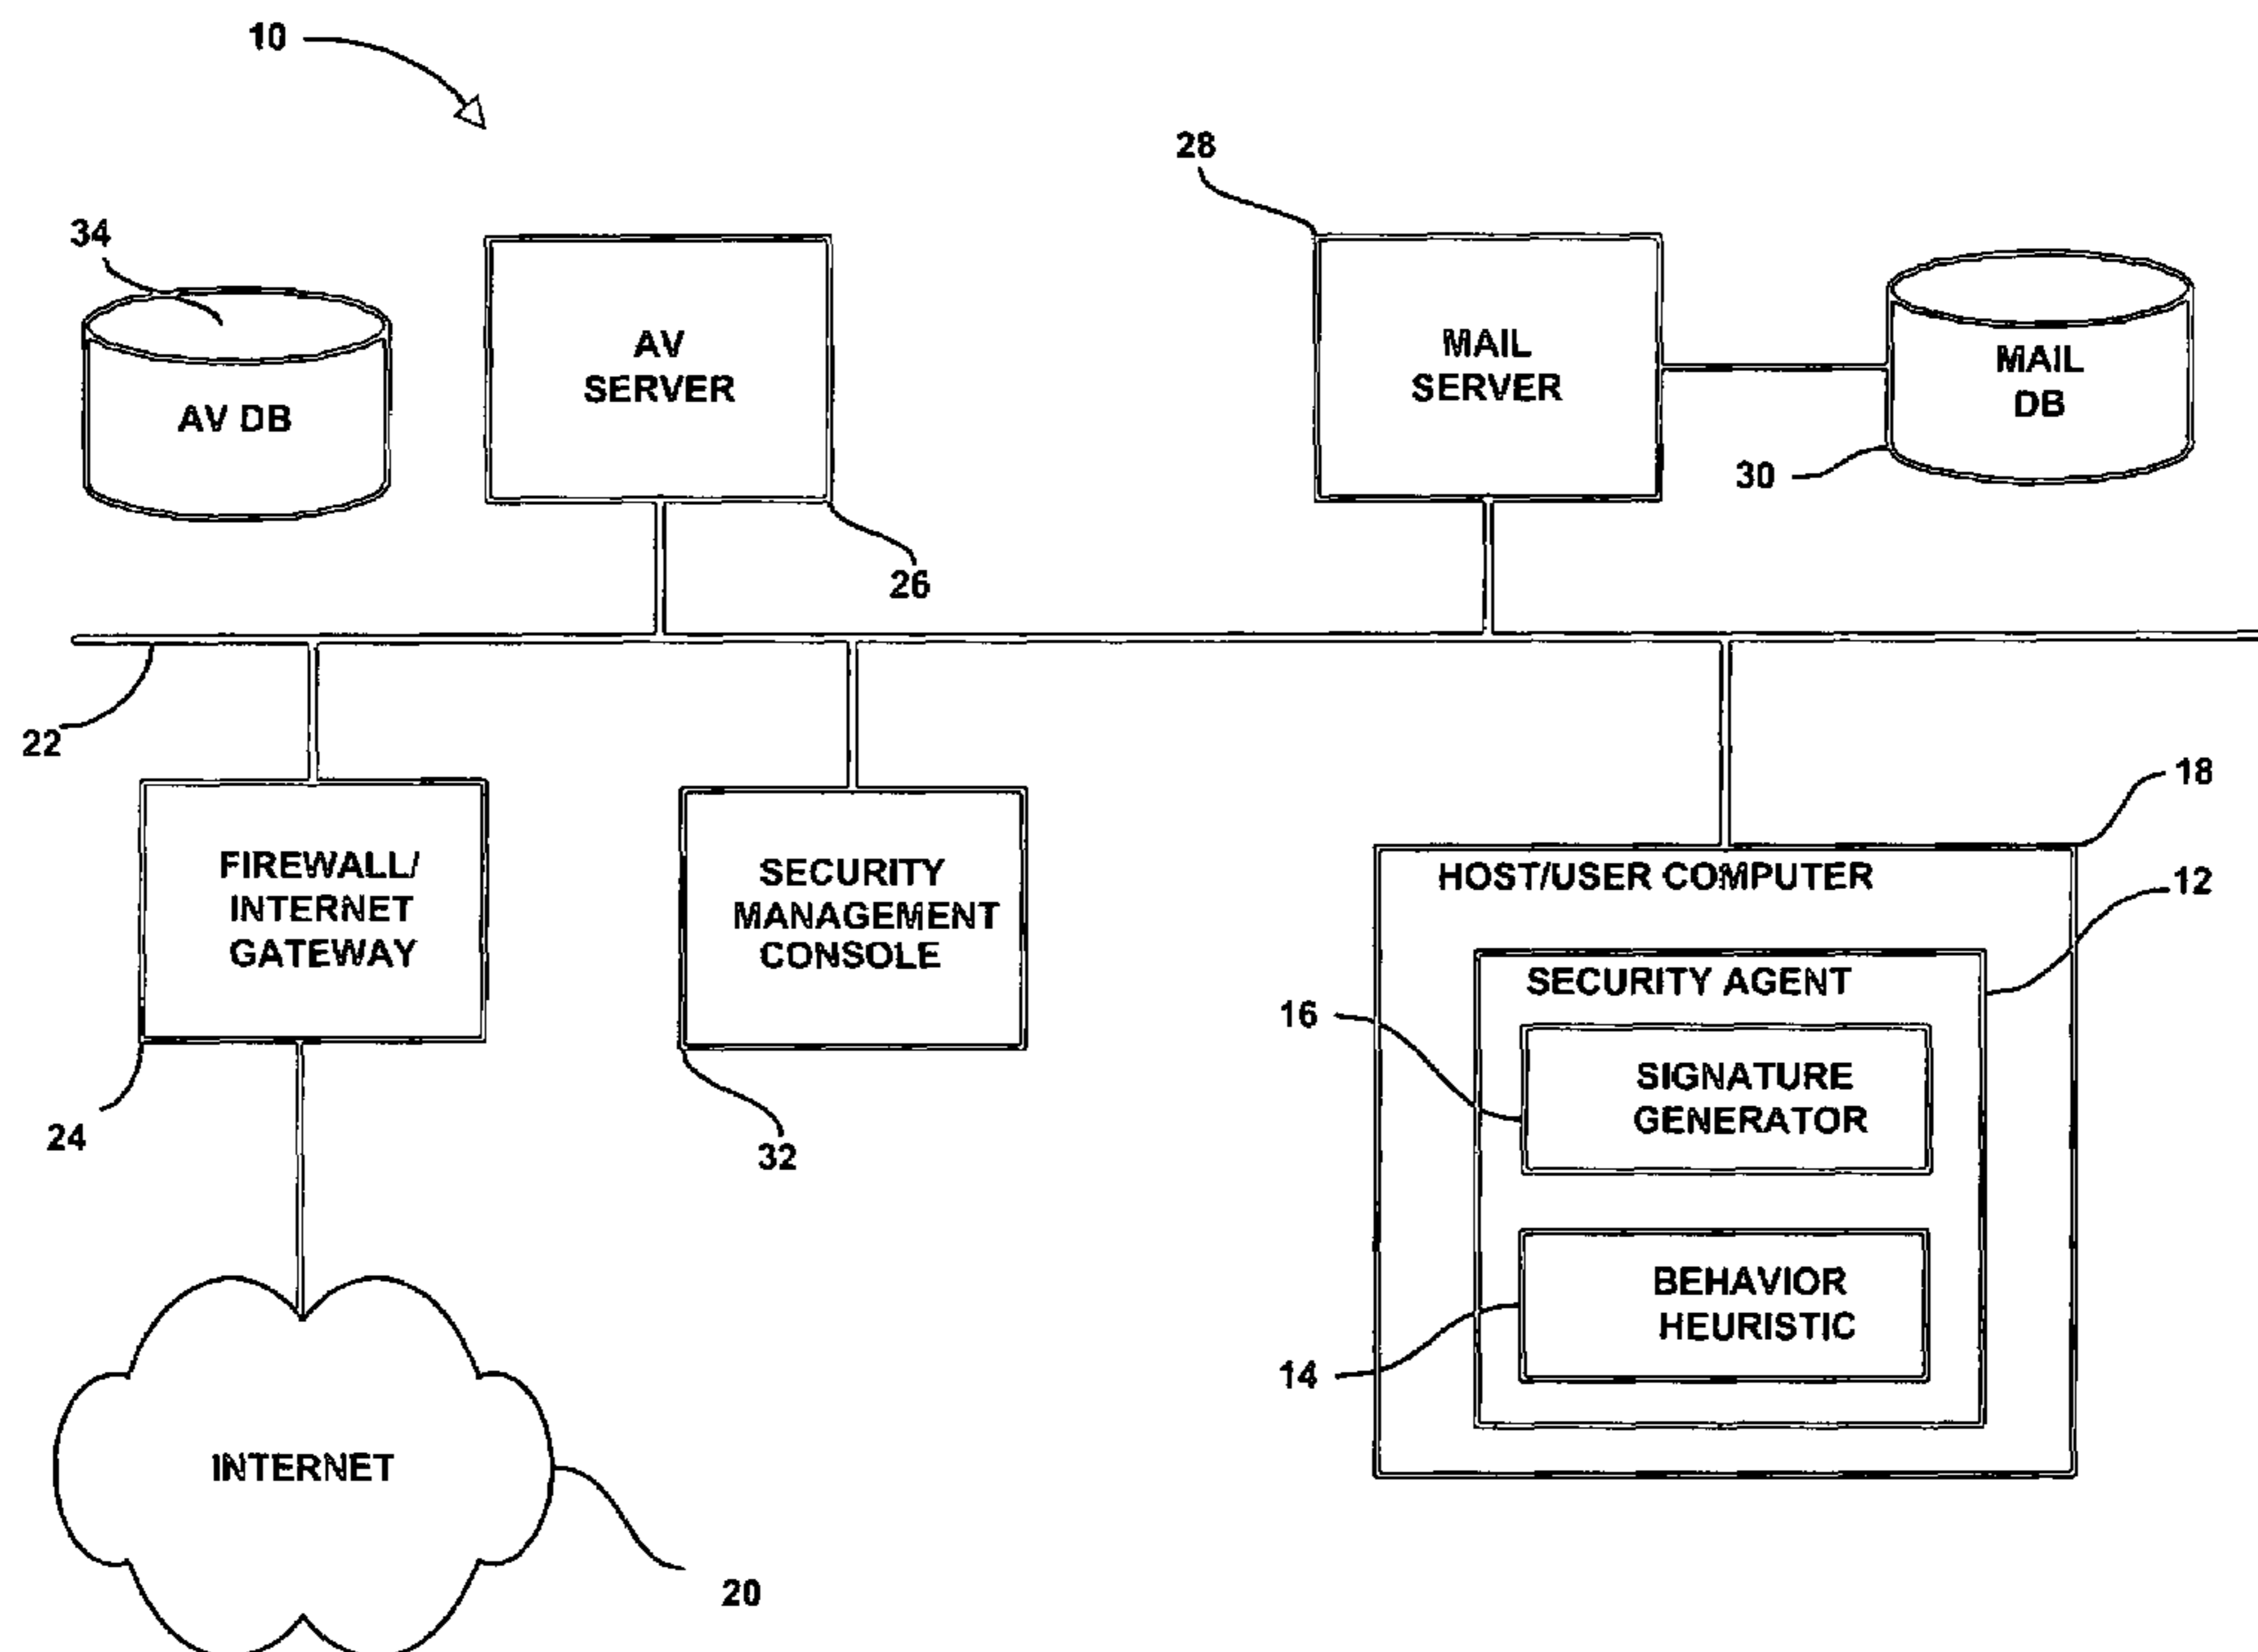 10
28
34
AV
SERVER
MAIL
SERVER
MAIL
DB
AV DB
30
26
22
18
FIREWALL/
INTERNET
GATEWAY
SECURITY
MANAGEMENT
CONSOLE
HOST/USER COMPUTER
12
SECURITY AGENT
16
SIGNATURE
GENERATOR
24
32
BEHAVIOR
HEURISTIC
14
INTERNET
20